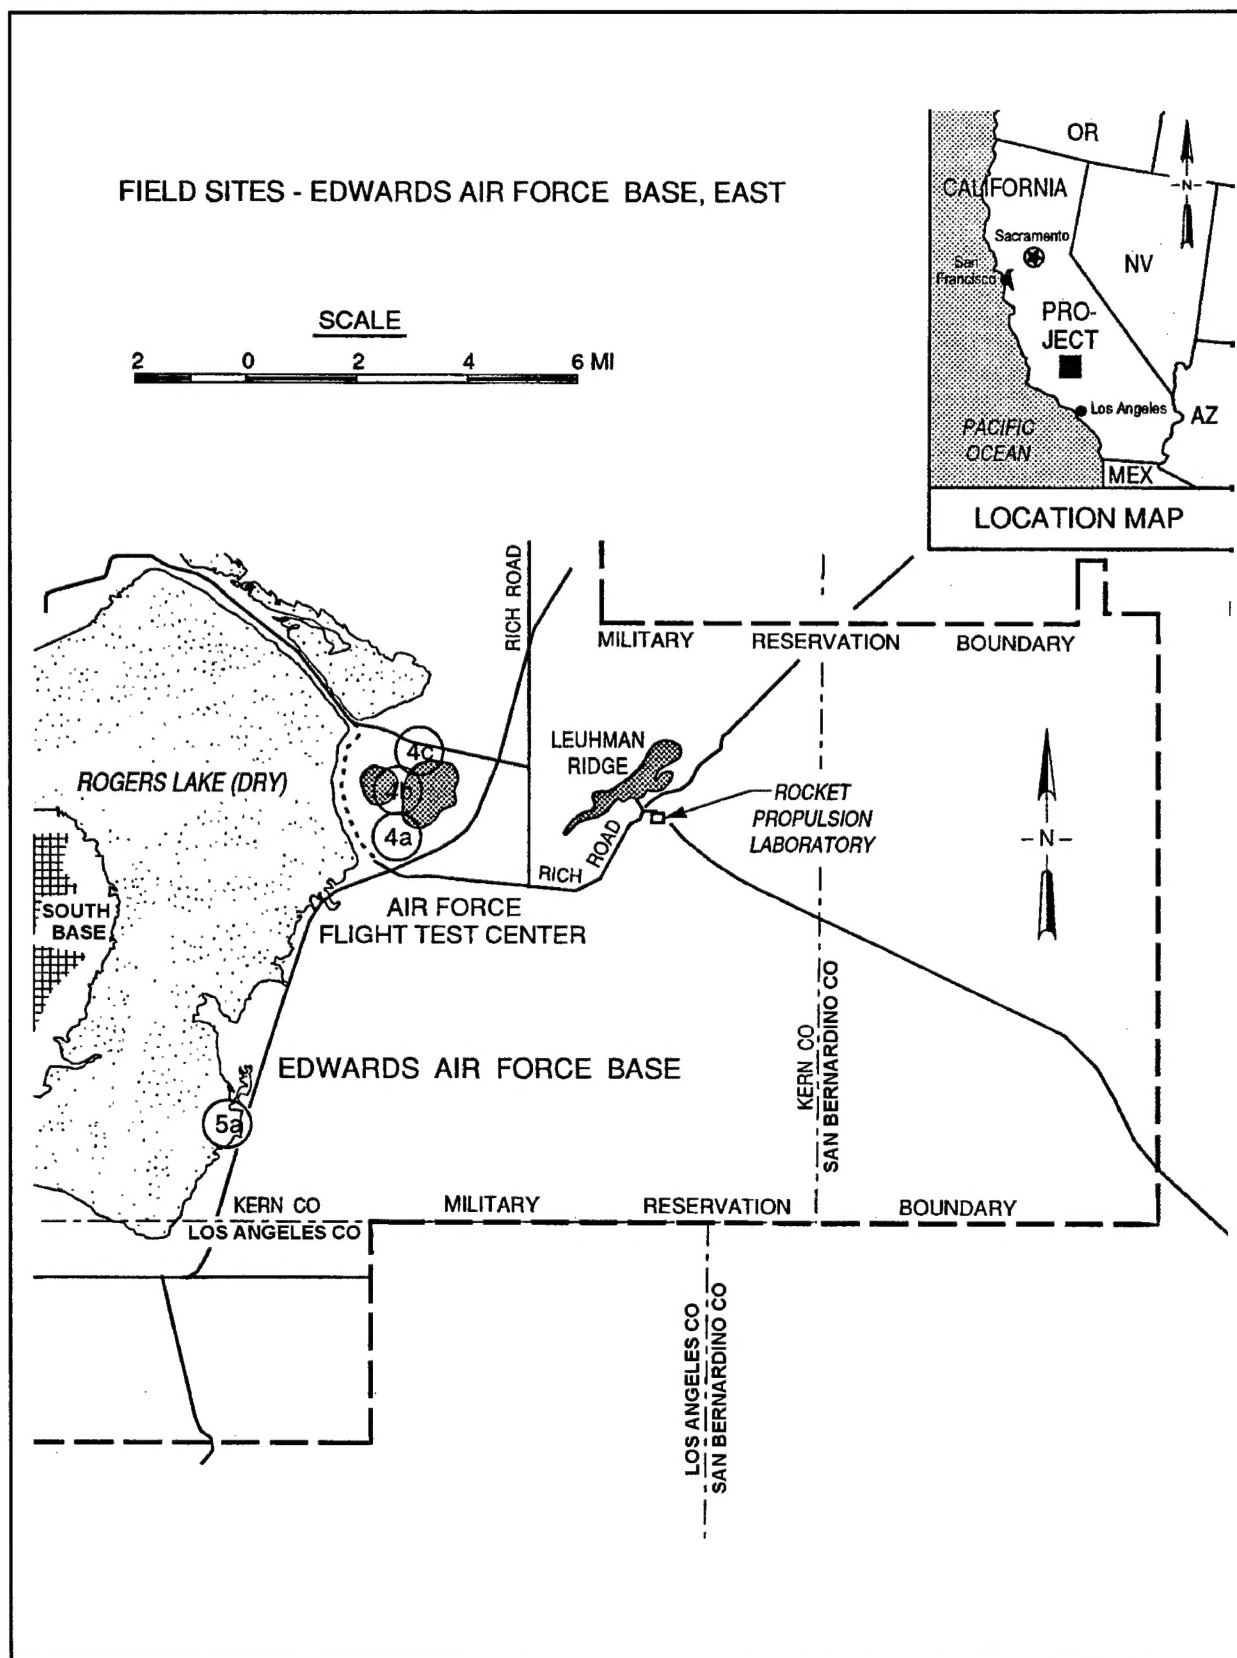 FIELD SITES - EDWARDS AIR FORCE BASE, EAST
SCALE
2 0 2 4 6 MI
OR
CALIFORNIA
N
Sacramento
San
Francisco
NV
PRO-
JECT
Los Angeles
AZ
PACIFIC
OCEAN
MEX
LOCATION MAP
RICH ROAD
MILITARY RESERVATION BOUNDARY
4c
LEUHMAN
RIDGE
ROGERS LAKE (DRY)
4b
ROCKET
PROPULSION
LABORATORY
4a
RICH ROAD
- N -
SOUTH
BASE
AIR FORCE
FLIGHT TEST CENTER
EDWARDS AIR FORCE BASE
KERN CO
SAN BERNARDINO CO
5a
KERN CO
LOS ANGELES CO
MILITARY RESERVATION BOUNDARY
LOS ANGELES CO
SAN BERNARDINO CO